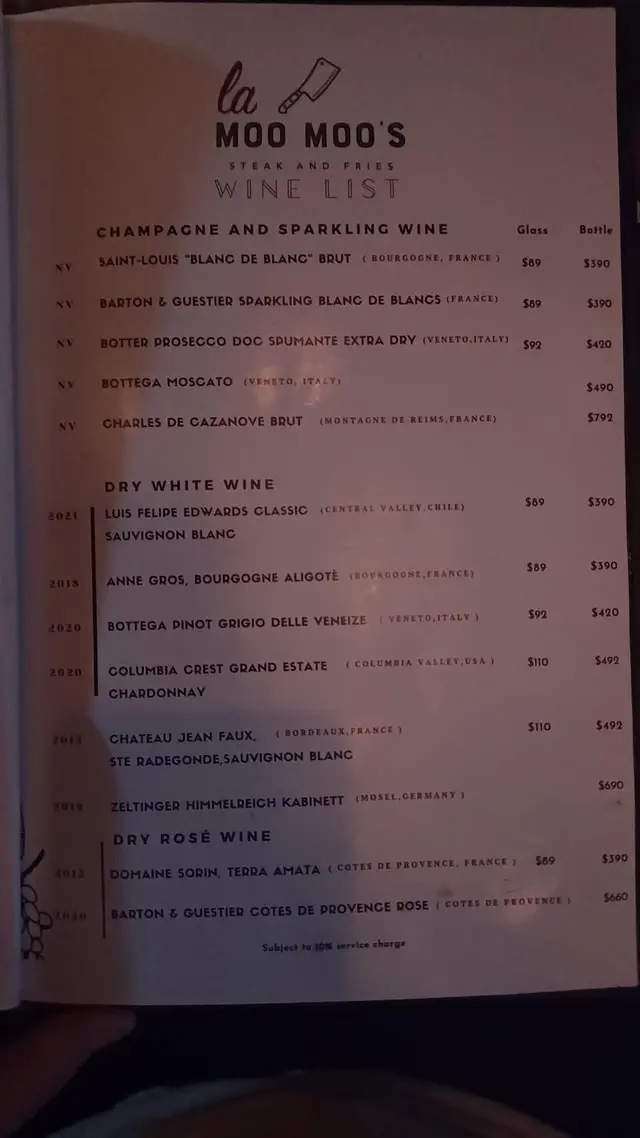 la
MOO MOO'S
STEAK AND FRIES
WINE LIST
CHAMPAGNE AND SPARKLING WINE Glass Bottle
NV SAINT-LOUIS "BLANC DE BLANC" BRUT ( BOURGOGNE, FRANCE ) $89 $390
NV BARTON & GUESTIER SPARKLING BLANC DE BLANCS (FRANCE) $89 $390
NV BOTTER PROSECCO DOC SPUMANTE EXTRA DRY (VENETO,ITALY) $92 $420
NV BOTTEGA MOSCATO (VENETO, ITALY) $490
NV CHARLES DE CAZANOVE BRUT (MONTAGNE DE REIMS,FRANCE) $792
DRY WHITE WINE
2021 LUIS FELIPE EDWARDS CLASSIC (CENTRAL VALLEY,CHILE) $89 $390
SAUVIGNON BLANC
2018 ANNE GROS, BOURGOGNE ALIGOTÈ (BOURGOGNE,FRANCE) $89 $390
2020 BOTTEGA PINOT GRIGIO DELLE VENEIZE ( VENETO,ITALY ) $92 $420
2020 COLUMBIA CREST GRAND ESTATE ( COLUMBIA VALLEY,USA ) $110 $492
CHARDONNAY
CHATEAU JEAN FAUX, ( BORDEAUX,FRANCE ) $110 $492
STE RADEGONDE,SAUVIGNON BLANC
ZELTINGER HIMMELREICH KABINETT (MOSEL,GERMANY ) $690
DRY ROSÉ WINE
DOMAINE SORIN, TERRA AMATA ( COTES DE PROVENCE, FRANCE ) $89 $390
2020 BARTON & GUESTIER CÔTES DE PROVENCE ROSE ( COTES DE PROVENCE ) $660
Subject to 10% service charge